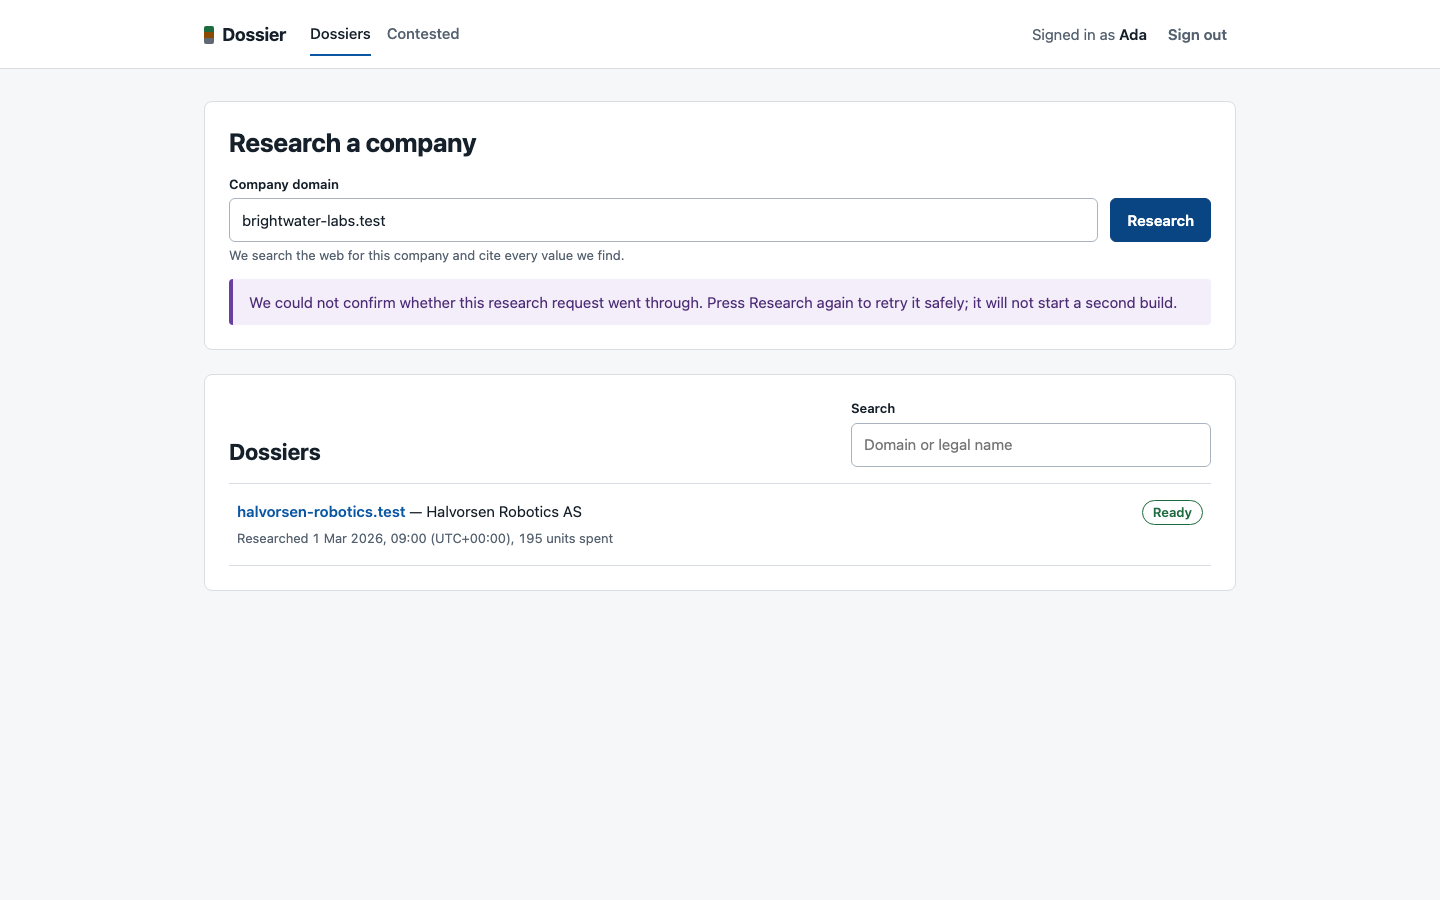 Dossier
Dossiers
Contested
Signed in as Ada
Sign out
Research a company
Company domain
brightwater-labs.test
Research
We search the web for this company and cite every value we find.
We could not confirm whether this research request went through. Press Research again to retry it safely; it will not start a second build.
Search
Domain or legal name
Dossiers
halvorsen-robotics.test — Halvorsen Robotics AS
Ready
Researched 1 Mar 2026, 09:00 (UTC+00:00), 195 units spent